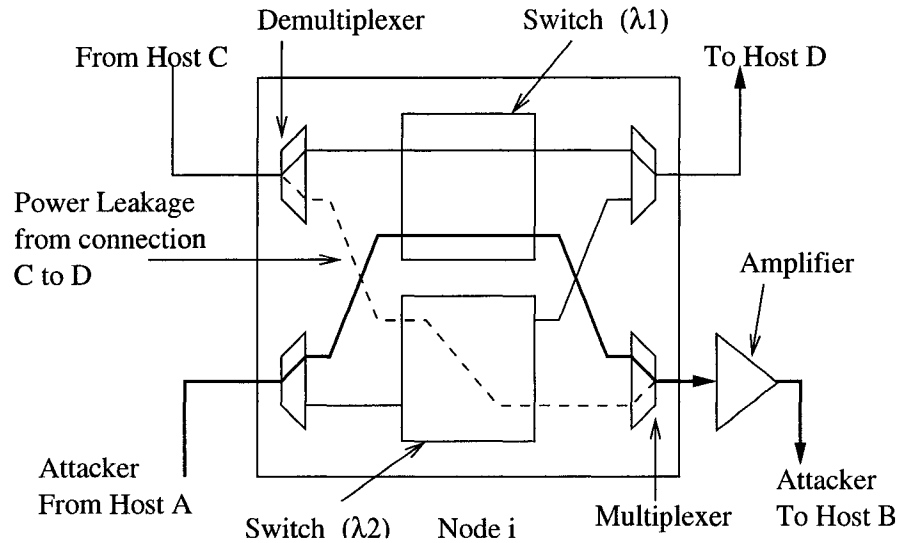 Demultiplexer
Switch (λ1)
From Host C
To Host D
Power Leakage
from connection
C to D
Amplifier
Attacker
From Host A
Switch (λ2)
Node i
Multiplexer
Attacker
To Host B